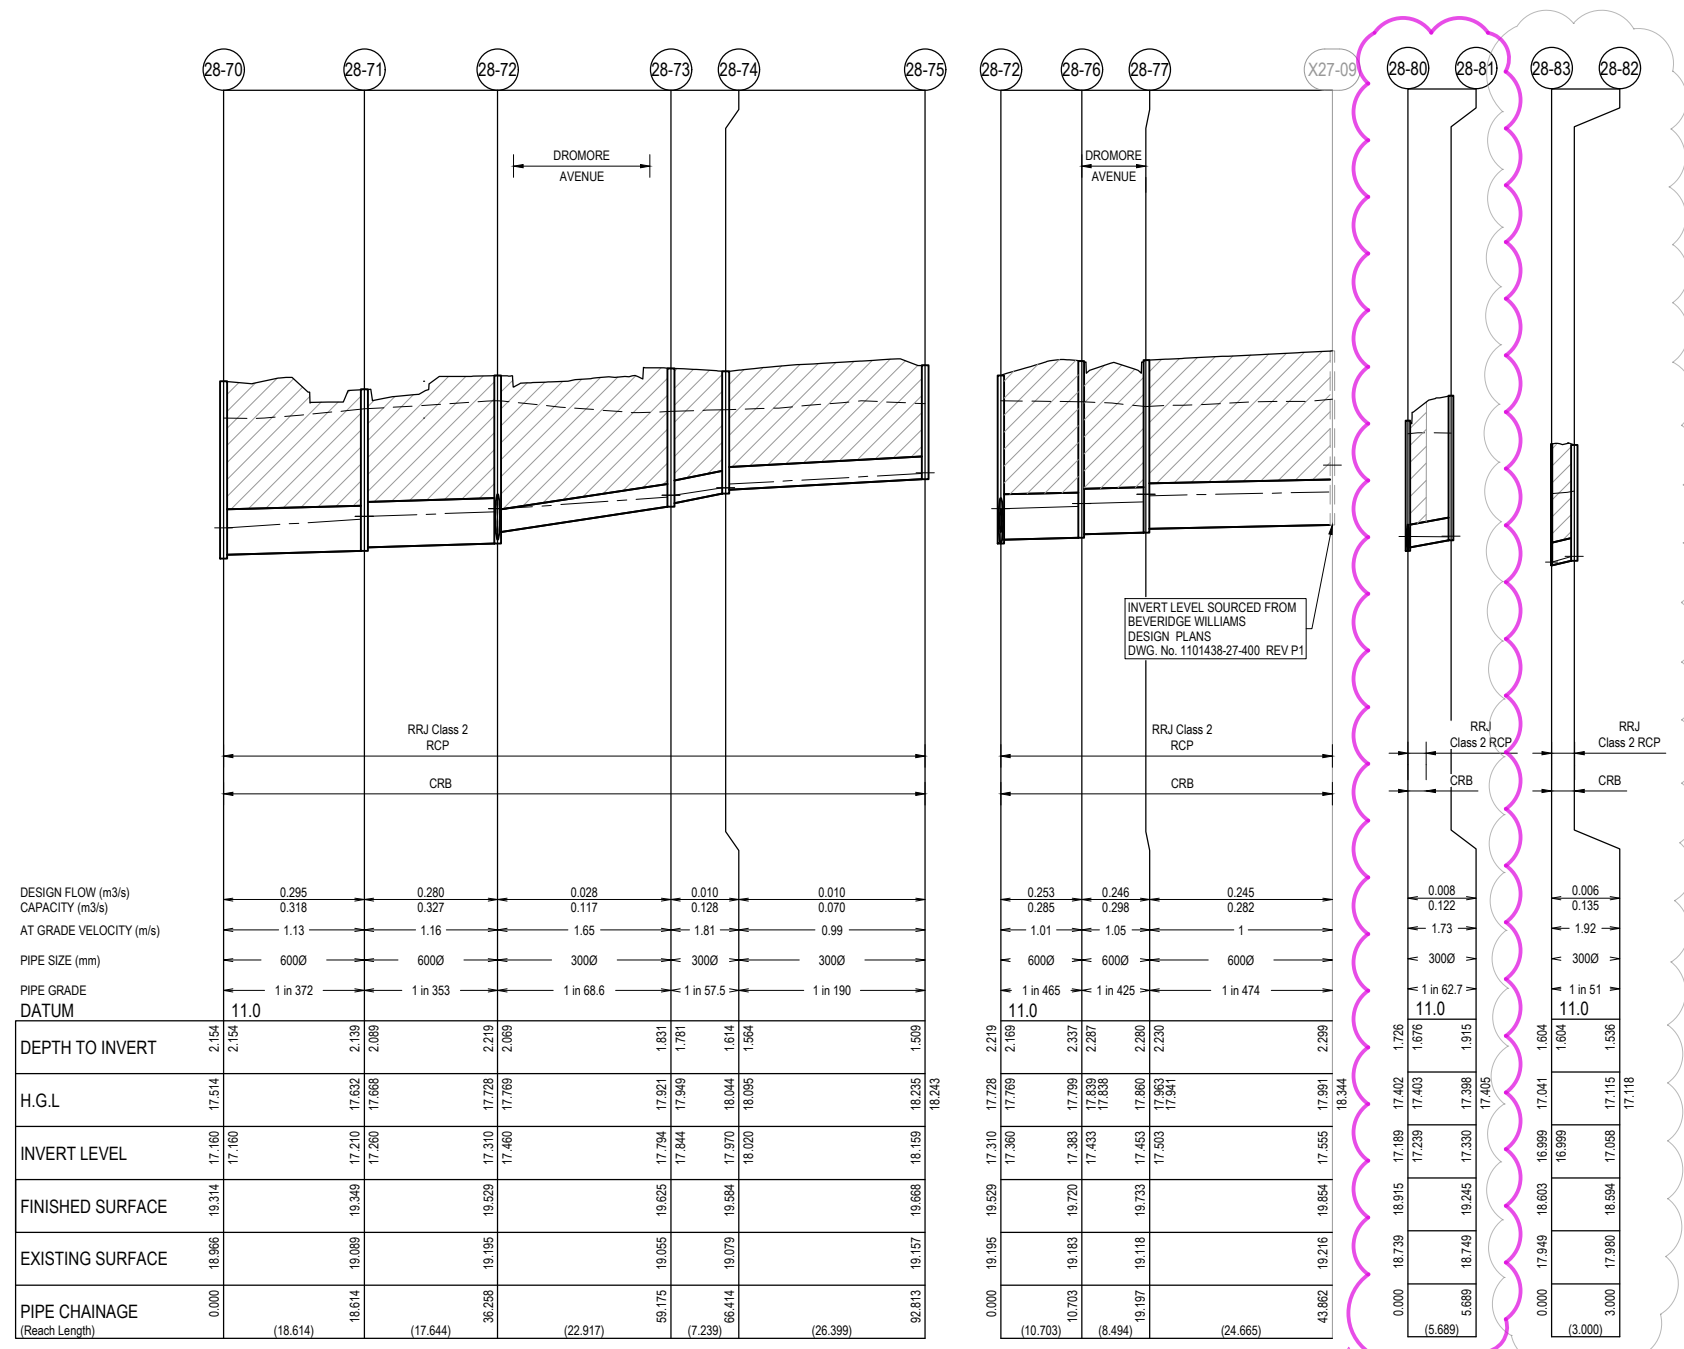 28-70 28-71 28-72 28-73 28-74 28-75 28-72 28-76 28-77 X27-09 28-80 28-81 28-83 28-82
DROMORE
AVENUE
DROMORE
AVENUE
INVERT LEVEL SOURCED FROM
BEVERIDGE WILLIAMS
DESIGN PLANS
DWG. No. 1101438-27-400 REV P1
RRJ Class 2
RCP
CRB
RRJ Class 2
RCP
CRB
RRJ
Class 2 RCP
CRB
RRJ
Class 2 RCP
CRB
DESIGN FLOW (m3/s) 0.295 0.280 0.028 0.010 0.010 0.253 0.246 0.245 0.008 0.006
CAPACITY (m3/s) 0.318 0.327 0.117 0.128 0.070 0.285 0.298 0.282 0.122 0.135
AT GRADE VELOCITY (m/s) 1.13 1.16 1.65 1.81 0.99 1.01 1.05 1 1.73 1.92
PIPE SIZE (mm) 600Ø 600Ø 300Ø 300Ø 300Ø 600Ø 600Ø 600Ø 300Ø 300Ø
PIPE GRADE 1 in 372 1 in 353 1 in 68.6 1 in 57.5 1 in 190 1 in 465 1 in 425 1 in 474 1 in 62.7 1 in 51
DATUM 11.0 11.0 11.0 11.0
DEPTH TO INVERT 2.154 2.154 2.139 2.089 2.219 2.069 1.831 1.781 1.614 1.564 1.509 2.219 2.169 2.337 2.287 2.280 2.230 2.299 1.726 1.676 1.915 1.604 1.604 1.536
H.G.L 17.514 17.632 17.668 17.728 17.769 17.921 17.949 18.044 18.095 18.235 18.243 17.728 17.769 17.799 17.839 17.838 17.860 17.963 17.941 17.991 18.344 17.402 17.403 17.398 17.405 17.041 17.115 17.118
INVERT LEVEL 17.160 17.160 17.210 17.260 17.310 17.460 17.794 17.844 17.970 18.020 18.159 17.310 17.360 17.383 17.433 17.453 17.503 17.555 17.189 17.239 17.330 16.999 16.999 17.058
FINISHED SURFACE 19.314 19.349 19.529 19.625 19.584 19.668 19.529 19.720 19.733 19.854 18.915 19.245 18.603 18.594
EXISTING SURFACE 18.966 19.089 19.195 19.055 19.079 19.157 19.195 19.183 19.118 19.216 18.739 18.749 17.949 17.980
PIPE CHAINAGE 0.000 18.614 36.258 59.175 66.414 92.813 0.000 10.703 19.197 43.862 0.000 5.689 0.000 3.000
(Reach Length) (18.614) (17.644) (22.917) (7.239) (26.399) (10.703) (8.494) (24.665) (5.689) (3.000)